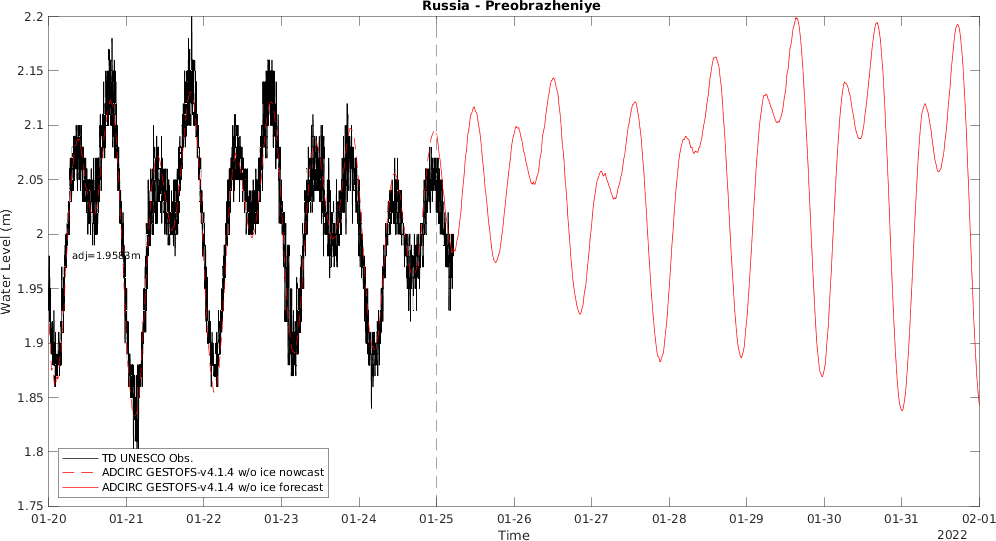 Russia - Preobrazheniye
2.2
2.15
2.1
2.05
2
1.95
1.9
1.85
1.8
1.75
Water Level (m)
adj=1.9583m
TD UNESCO Obs.
ADCIRC GESTOFS-v4.1.4 w/o ice nowcast
ADCIRC GESTOFS-v4.1.4 w/o ice forecast
01-20 01-21 01-22 01-23 01-24 01-25 01-26 01-27 01-28 01-29 01-30 01-31 02-01
Time
2022